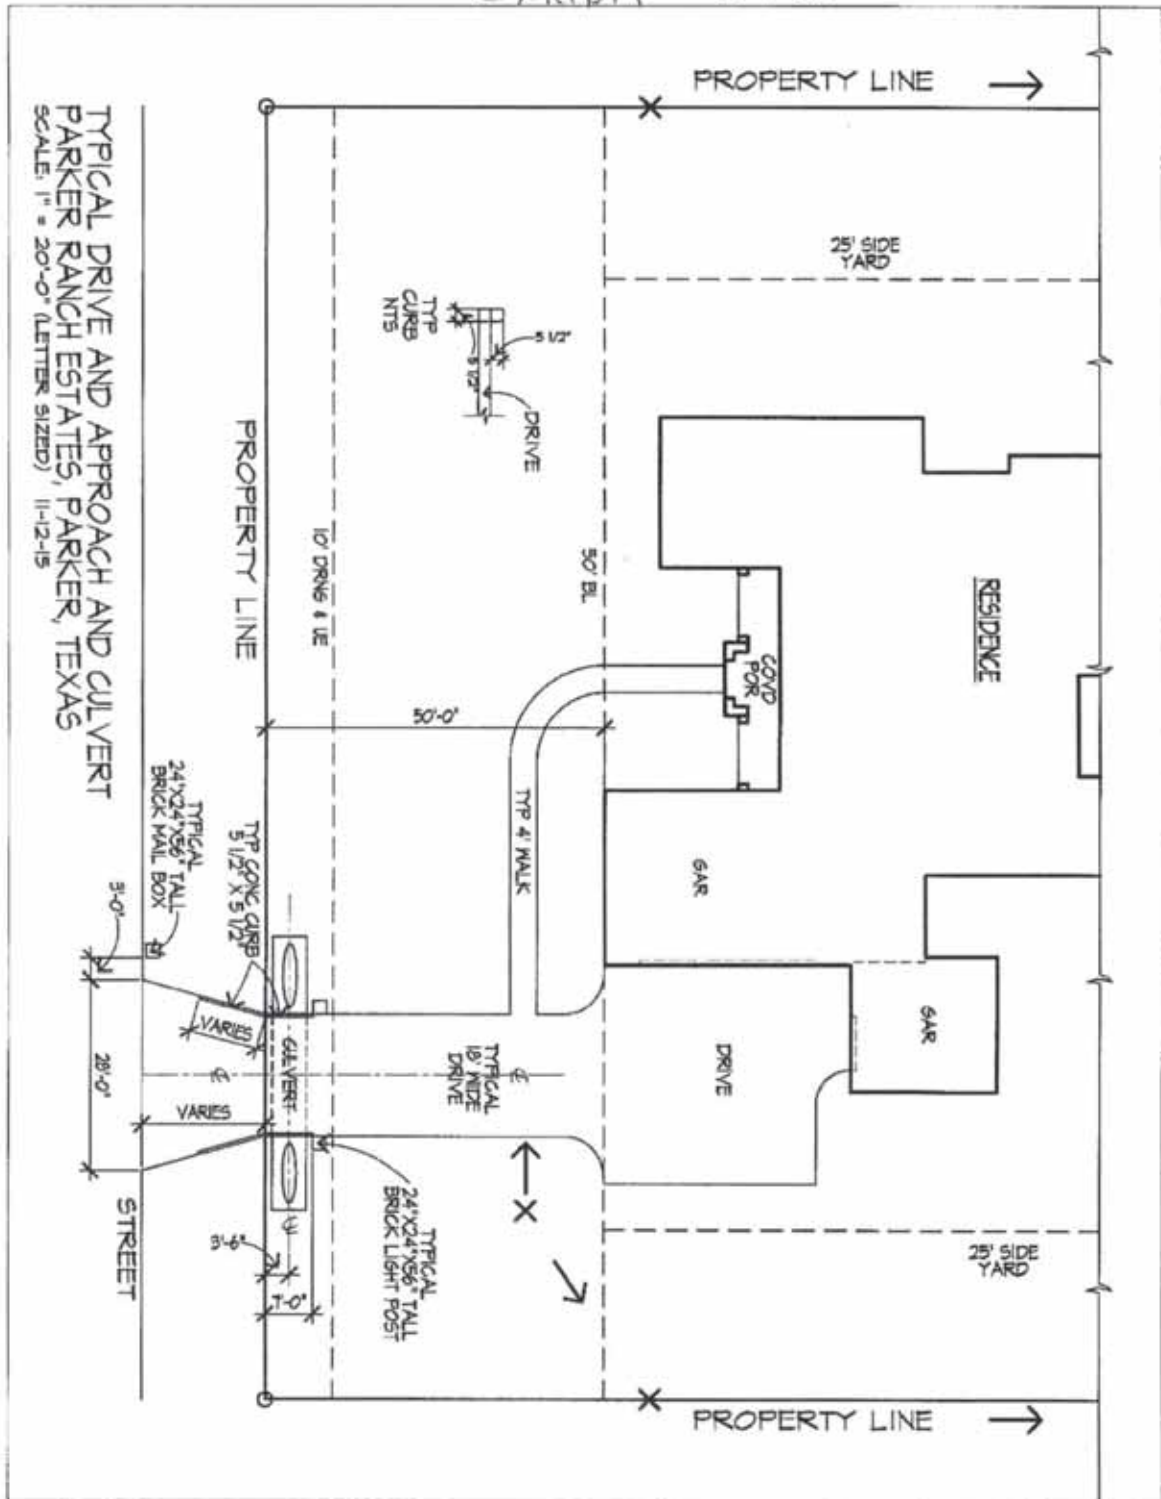 PROPERTY LINE
25' SIDE
YARD
TYP
CURB
NTS
5 1/2"
5 1/2"
DRIVE
PROPERTY LINE
10' DRNG & UE
50' BL
RESIDENCE
COVD
POR
50'-0"
TYP 4' WALK
GAR
GAR
DRIVE
TYPICAL
24"X24"X56" TALL
BRICK MAIL BOX
TYP CONC CURB
5 1/2" X 5 1/2"
3'-0"
VARIES
28'-0"
VARIES
CULVERT
TYPICAL
18' WIDE
DRIVE
TYPICAL
24"X24"X56" TALL
BRICK LIGHT POST
3'-6"
7'-0"
STREET
25' SIDE
YARD
PROPERTY LINE
TYPICAL DRIVE AND APPROACH AND CULVERT
PARKER RANCH ESTATES, PARKER, TEXAS
SCALE: 1" = 20'-0" (LETTER SIZED) 11-12-15